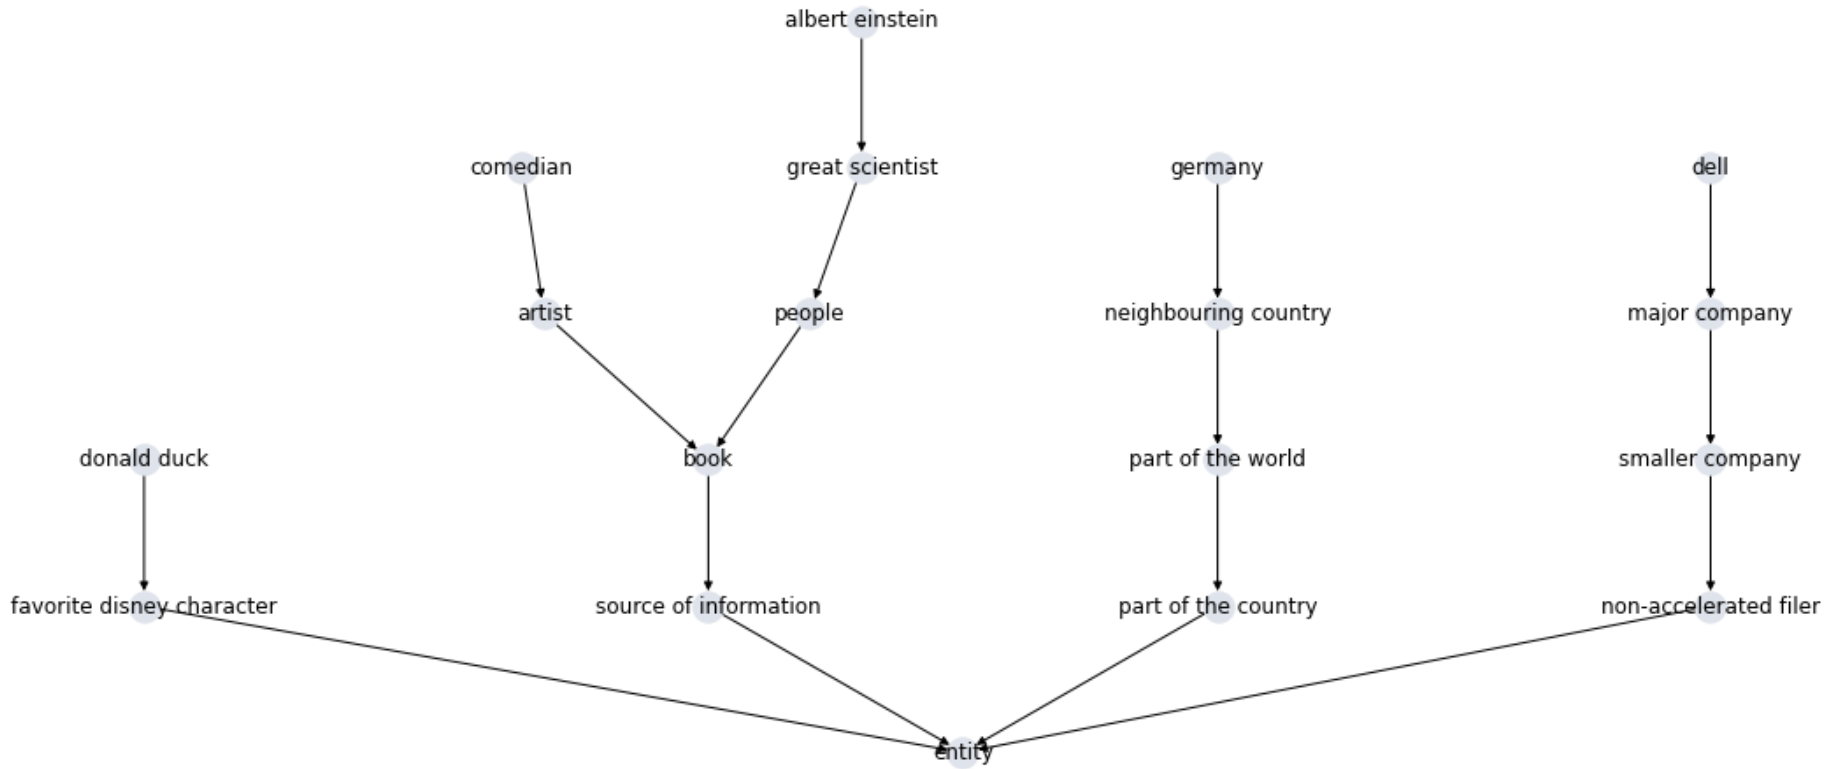 albert einstein
comedian
great scientist
germany
dell
artist
people
neighbouring country
major company
donald duck
book
part of the world
smaller company
favorite disney character
source of information
part of the country
non-accelerated filer
entity